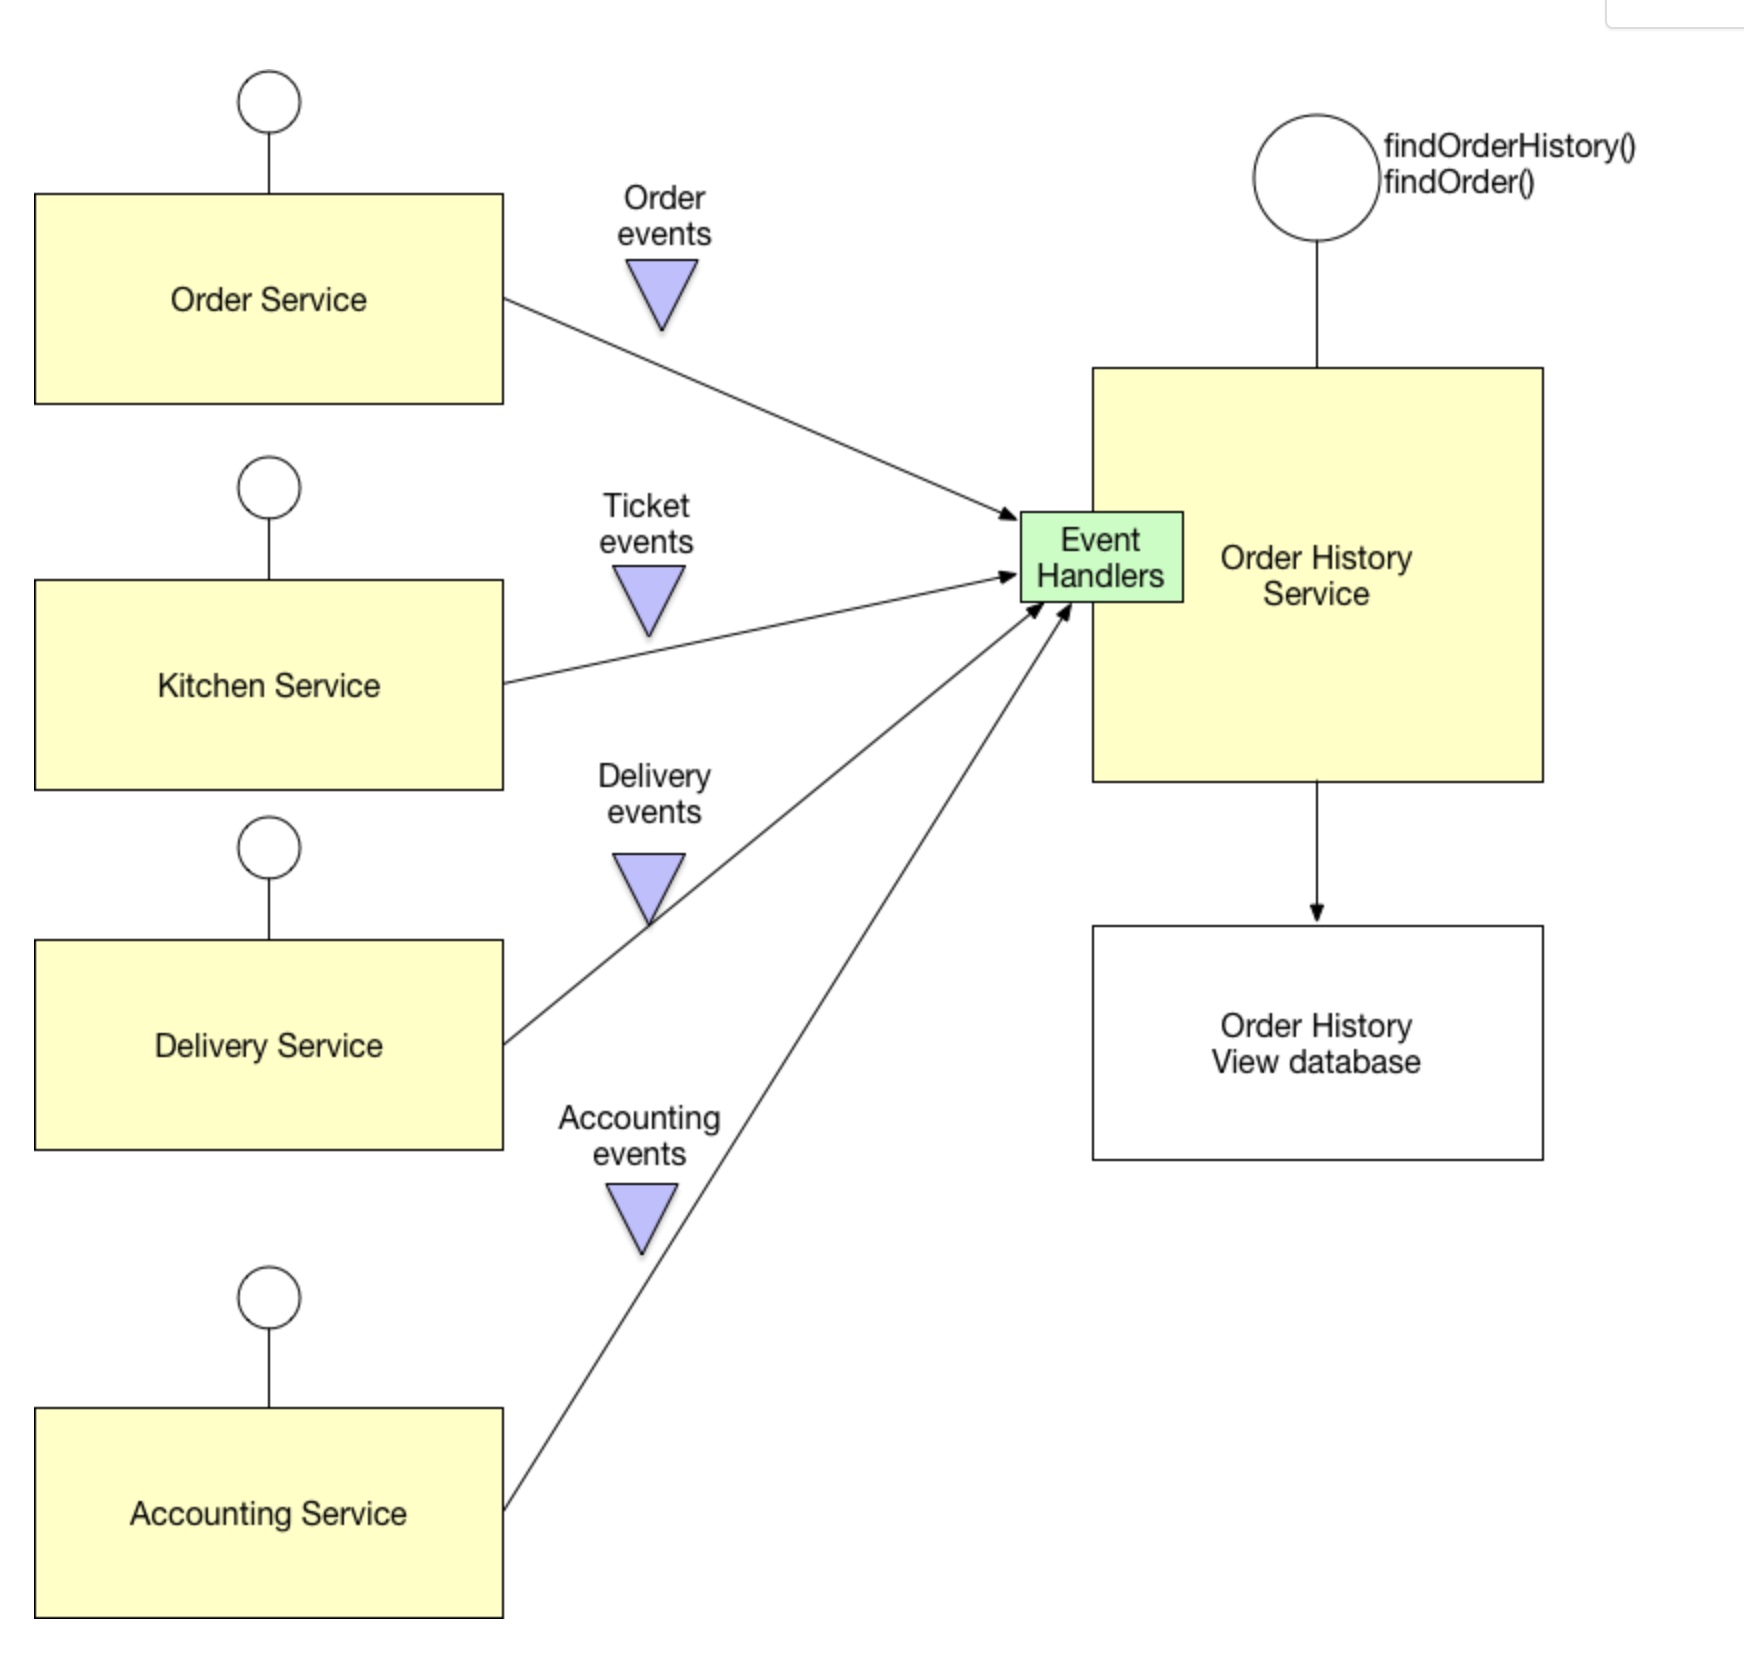 findOrderHistory()
findOrder()
Order
events
Order Service
Ticket
events
Event
Handlers
Order History
Service
Kitchen Service
Delivery
events
Delivery Service
Order History
View database
Accounting
events
Accounting Service